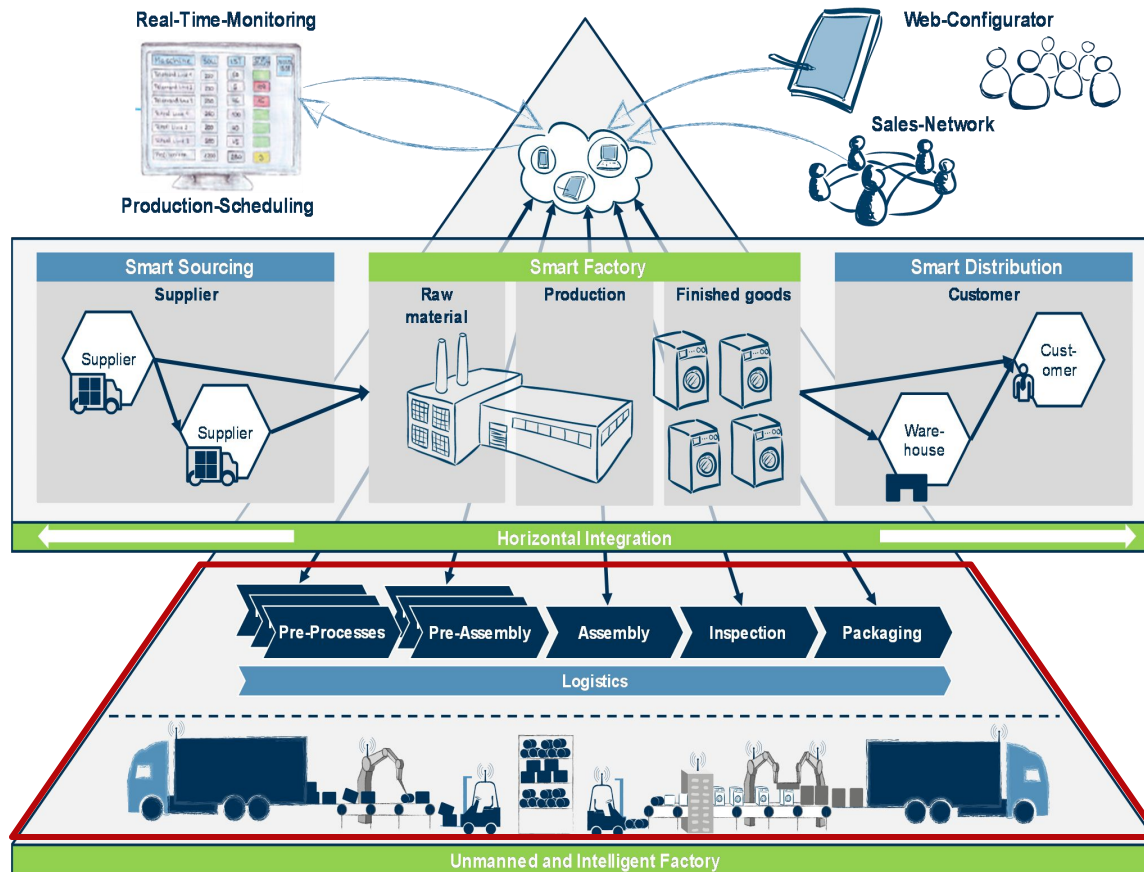 Real-Time-Monitoring
Web-Configurator
Sales-Network
Production-Scheduling
Smart Sourcing
Smart Factory
Smart Distribution
Supplier
Raw
material
Production
Finished goods
Customer
Supplier
Supplier
Cust-
omer
Ware-
house
Horizontal Integration
Pre-Processes
Pre-Assembly
Assembly
Inspection
Packaging
Logistics
Unmanned and Intelligent Factory